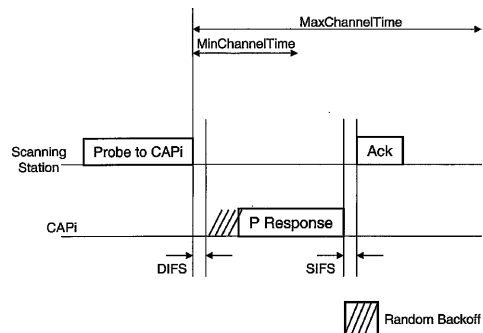 MaxChannelTime
MinChannelTime
Scanning
Station
Probe to CAPi
Ack
CAPi
P Response
DIFS
SIFS
Random Backoff